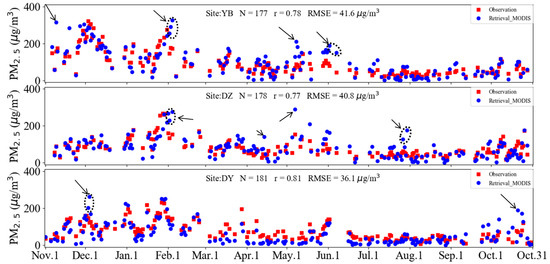 400
Site:YB N = 177 r = 0.78 RMSE = 41.6 μg/m³
Observation
Retrieval_MODIS
200
PM₂.₅ (μg/m³)
0
400
Site:DZ N = 178 r = 0.77 RMSE = 40.8 μg/m³
Observation
Retrieval_MODIS
200
PM₂.₅ (μg/m³)
0
400
Site:DY N = 181 r = 0.81 RMSE = 36.1 μg/m³
Observation
Retrieval_MODIS
200
PM₂.₅ (μg/m³)
0
Nov.1 Dec.1 Jan.1 Feb.1 Mar.1 Apr.1 May.1 Jun.1 Jul.1 Aug.1 Sep.1 Oct.1 Oct.31